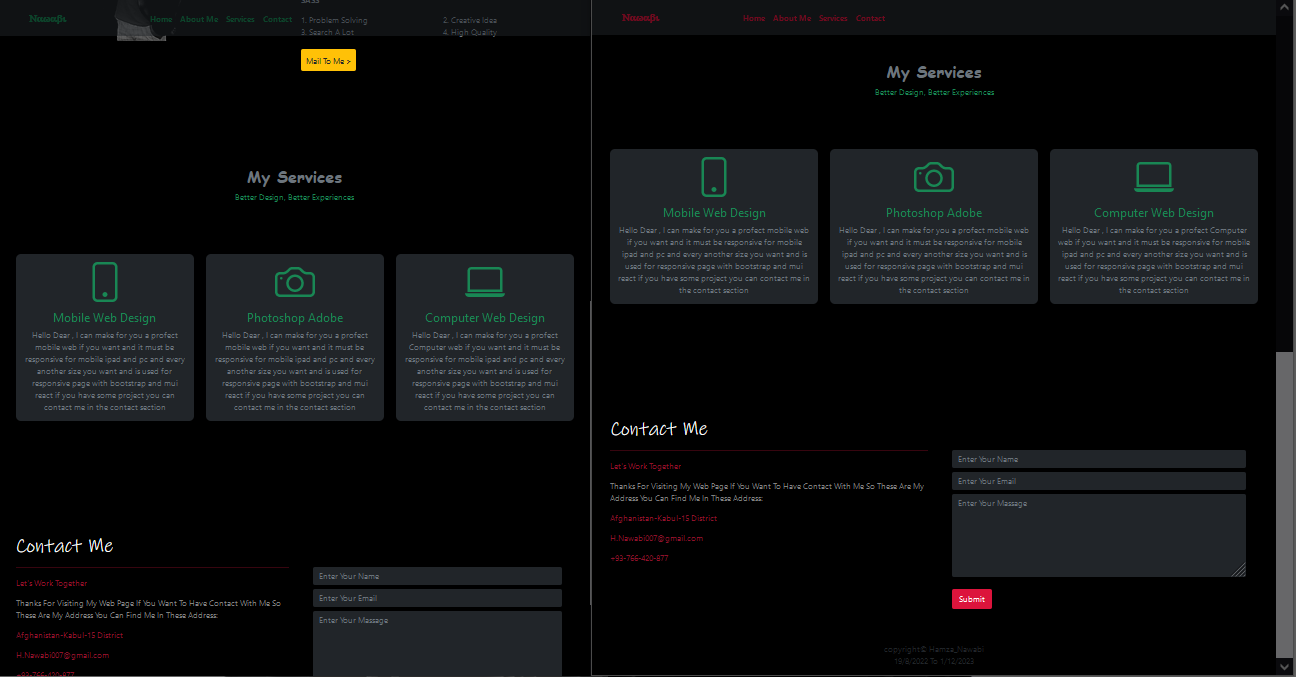 SASS
Nawabi
Home About Me Services Contact
1. Problem Solving 2. Creative Idea
3. Search A Lot 4. High Quality
Mail To Me >
My Services
Better Design, Better Experiences
Mobile Web Design
Hello Dear , I can make for you a profect
mobile web if you want and it must be
responsive for mobile ipad and pc and every
another size you want and is used for
responsive page with bootstrap and mui
react if you have some project you can
contact me in the contact section
Photoshop Adobe
Hello Dear , I can make for you a profect
mobile web if you want and it must be
responsive for mobile ipad and pc and every
another size you want and is used for
responsive page with bootstrap and mui
react if you have some project you can
contact me in the contact section
Computer Web Design
Hello Dear , I can make for you a profect
Computer web if you want and it must be
responsive for mobile ipad and pc and every
another size you want and is used for
responsive page with bootstrap and mui
react if you have some project you can
contact me in the contact section
Contact Me
Let's Work Together
Thanks For Visiting My Web Page If You Want To Have Contact With Me So
These Are My Address You Can Find Me In These Address:
Afghanistan-Kabul-15 District
H.Nawabi007@gmail.com
+93-766-420-877
Enter Your Name
Enter Your Email
Enter Your Massage
Nawabi
Home About Me Services Contact
My Services
Better Design, Better Experiences
Mobile Web Design
Hello Dear , I can make for you a profect mobile web
if you want and it must be responsive for mobile
ipad and pc and every another size you want and is
used for responsive page with bootstrap and mui
react if you have some project you can contact me in
the contact section
Photoshop Adobe
Hello Dear , I can make for you a profect mobile web
if you want and it must be responsive for mobile
ipad and pc and every another size you want and is
used for responsive page with bootstrap and mui
react if you have some project you can contact me in
the contact section
Computer Web Design
Hello Dear , I can make for you a profect Computer
web if you want and it must be responsive for mobile
ipad and pc and every another size you want and is
used for responsive page with bootstrap and mui
react if you have some project you can contact me in
the contact section
Contact Me
Let's Work Together
Thanks For Visiting My Web Page If You Want To Have Contact With Me So These Are My
Address You Can Find Me In These Address:
Afghanistan-Kabul-15 District
H.Nawabi007@gmail.com
+93-766-420-877
Enter Your Name
Enter Your Email
Enter Your Massage
Submit
copyright© Hamza_Nawabi
19/8/2022 To 1/12/2023